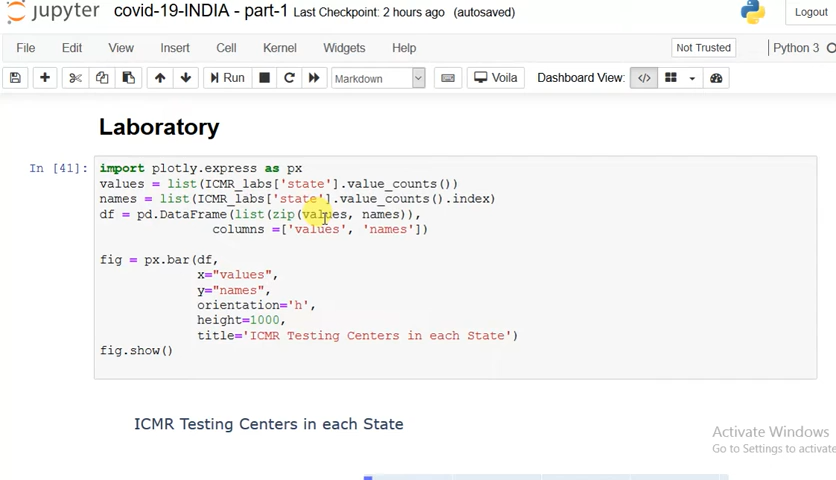 jupyter covid-19-INDIA - part-1 Last Checkpoint: 2 hours ago (autosaved) Logout
File Edit View Insert Cell Kernel Widgets Help Not Trusted Python 3
Run Markdown Voila Dashboard View:
Laboratory
In [41]: import plotly.express as px
values = list(ICMR_labs['state'].value_counts())
names = list(ICMR_labs['state'].value_counts().index)
df = pd.DataFrame(list(zip(values, names)),
columns =['values', 'names'])
fig = px.bar(df,
x="values",
y="names",
orientation='h',
height=1000,
title='ICMR Testing Centers in each State')
fig.show()
ICMR Testing Centers in each State
Activate Windows
Go to Settings to activate